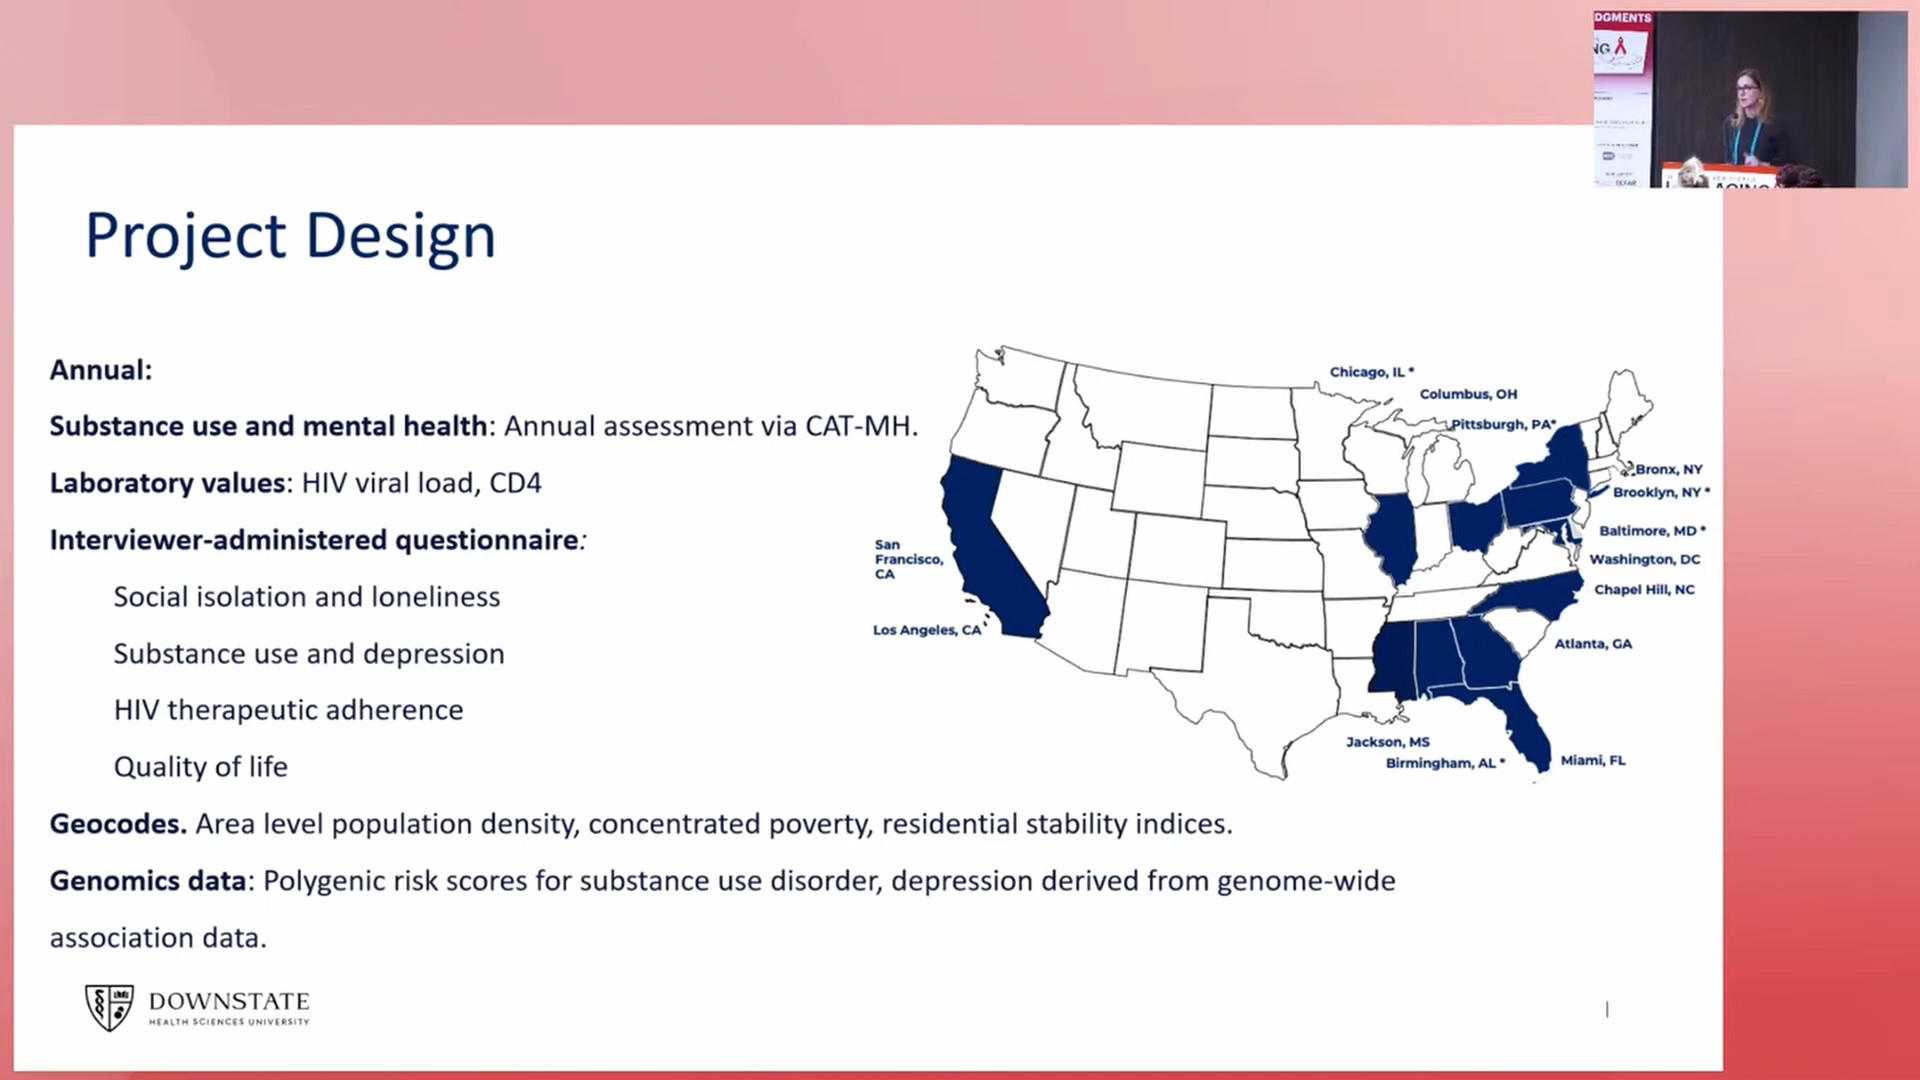 DGMENTS
NG
AGING
Project Design
Annual:
Substance use and mental health: Annual assessment via CAT-MH.
Laboratory values: HIV viral load, CD4
Interviewer-administered questionnaire:
Social isolation and loneliness
Substance use and depression
HIV therapeutic adherence
Quality of life
Geocodes. Area level population density, concentrated poverty, residential stability indices.
Genomics data: Polygenic risk scores for substance use disorder, depression derived from genome-wide
association data.
Chicago, IL *
Columbus, OH
Pittsburgh, PA*
Bronx, NY
Brooklyn, NY *
Baltimore, MD *
Washington, DC
Chapel Hill, NC
Atlanta, GA
San
Francisco,
CA
Los Angeles, CA
Jackson, MS
Birmingham, AL *
Miami, FL
DOWNSTATE
HEALTH SCIENCES UNIVERSITY